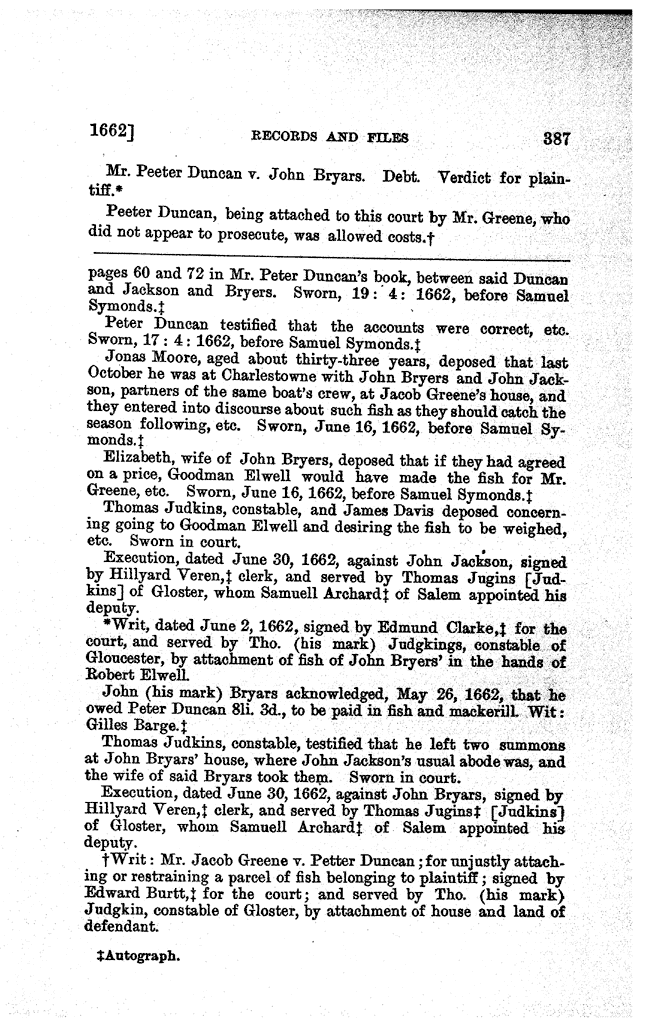 1662] RECORDS AND FILES 387
Mr. Peeter Duncan v. John Bryars. Debt. Verdict for plain-
tiff.*
Peeter Duncan, being attached to this court by Mr. Greene, who
did not appear to prosecute, was allowed costs.†
pages 60 and 72 in Mr. Peter Duncan's book, between said Duncan
and Jackson and Bryers. Sworn, 19 : 4 : 1662, before Samuel
Symonds.‡
Peter Duncan testified that the accounts were correct, etc.
Sworn, 17 : 4 : 1662, before Samuel Symonds.‡
Jonas Moore, aged about thirty-three years, deposed that last
October he was at Charlestowne with John Bryers and John Jack-
son, partners of the same boat's crew, at Jacob Greene's house, and
they entered into discourse about such fish as they should catch the
season following, etc. Sworn, June 16, 1662, before Samuel Sy-
monds.‡
Elizabeth, wife of John Bryers, deposed that if they had agreed
on a price, Goodman Elwell would have made the fish for Mr.
Greene, etc. Sworn, June 16, 1662, before Samuel Symonds.‡
Thomas Judkins, constable, and James Davis deposed concern-
ing going to Goodman Elwell and desiring the fish to be weighed,
etc. Sworn in court.
Execution, dated June 30, 1662, against John Jackson, signed
by Hillyard Veren,‡ clerk, and served by Thomas Jugins [Jud-
kins] of Gloster, whom Samuell Archard‡ of Salem appointed his
deputy.
*Writ, dated June 2, 1662, signed by Edmund Clarke,‡ for the
court, and served by Tho. (his mark) Judgkings, constable of
Gloucester, by attachment of fish of John Bryers' in the hands of
Robert Elwell.
John (his mark) Bryars acknowledged, May 26, 1662, that he
owed Peter Duncan 8li. 3d., to be paid in fish and mackerill. Wit :
Gilles Barge.‡
Thomas Judkins, constable, testified that he left two summons
at John Bryars' house, where John Jackson's usual abode was, and
the wife of said Bryars took them. Sworn in court.
Execution, dated June 30, 1662, against John Bryars, signed by
Hillyard Veren,‡ clerk, and served by Thomas Jugins‡ [Judkins]
of Gloster, whom Samuell Archard‡ of Salem appointed his
deputy.
†Writ : Mr. Jacob Greene v. Petter Duncan ; for unjustly attach-
ing or restraining a parcel of fish belonging to plaintiff ; signed by
Edward Burtt,‡ for the court ; and served by Tho. (his mark)
Judgkin, constable of Gloster, by attachment of house and land of
defendant.
‡Autograph.